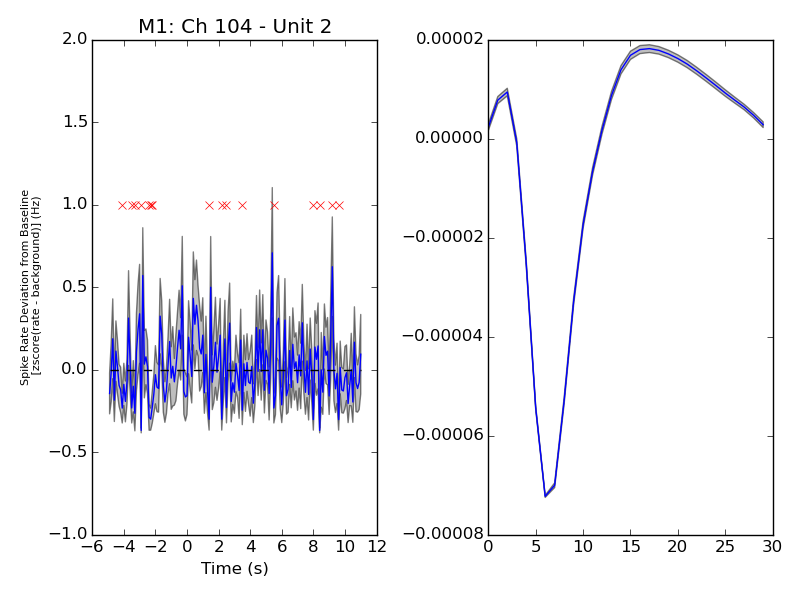 M1: Ch 104 - Unit 2
2.0
1.5
1.0
0.5
0.0
−0.5
−1.0
Spike Rate Deviation from Baseline
[zscore(rate - background)] (Hz)
−6 −4 −2 0 2 4 6 8 10 12
Time (s)
0.00002
0.00000
−0.00002
−0.00004
−0.00006
−0.00008
0 5 10 15 20 25 30